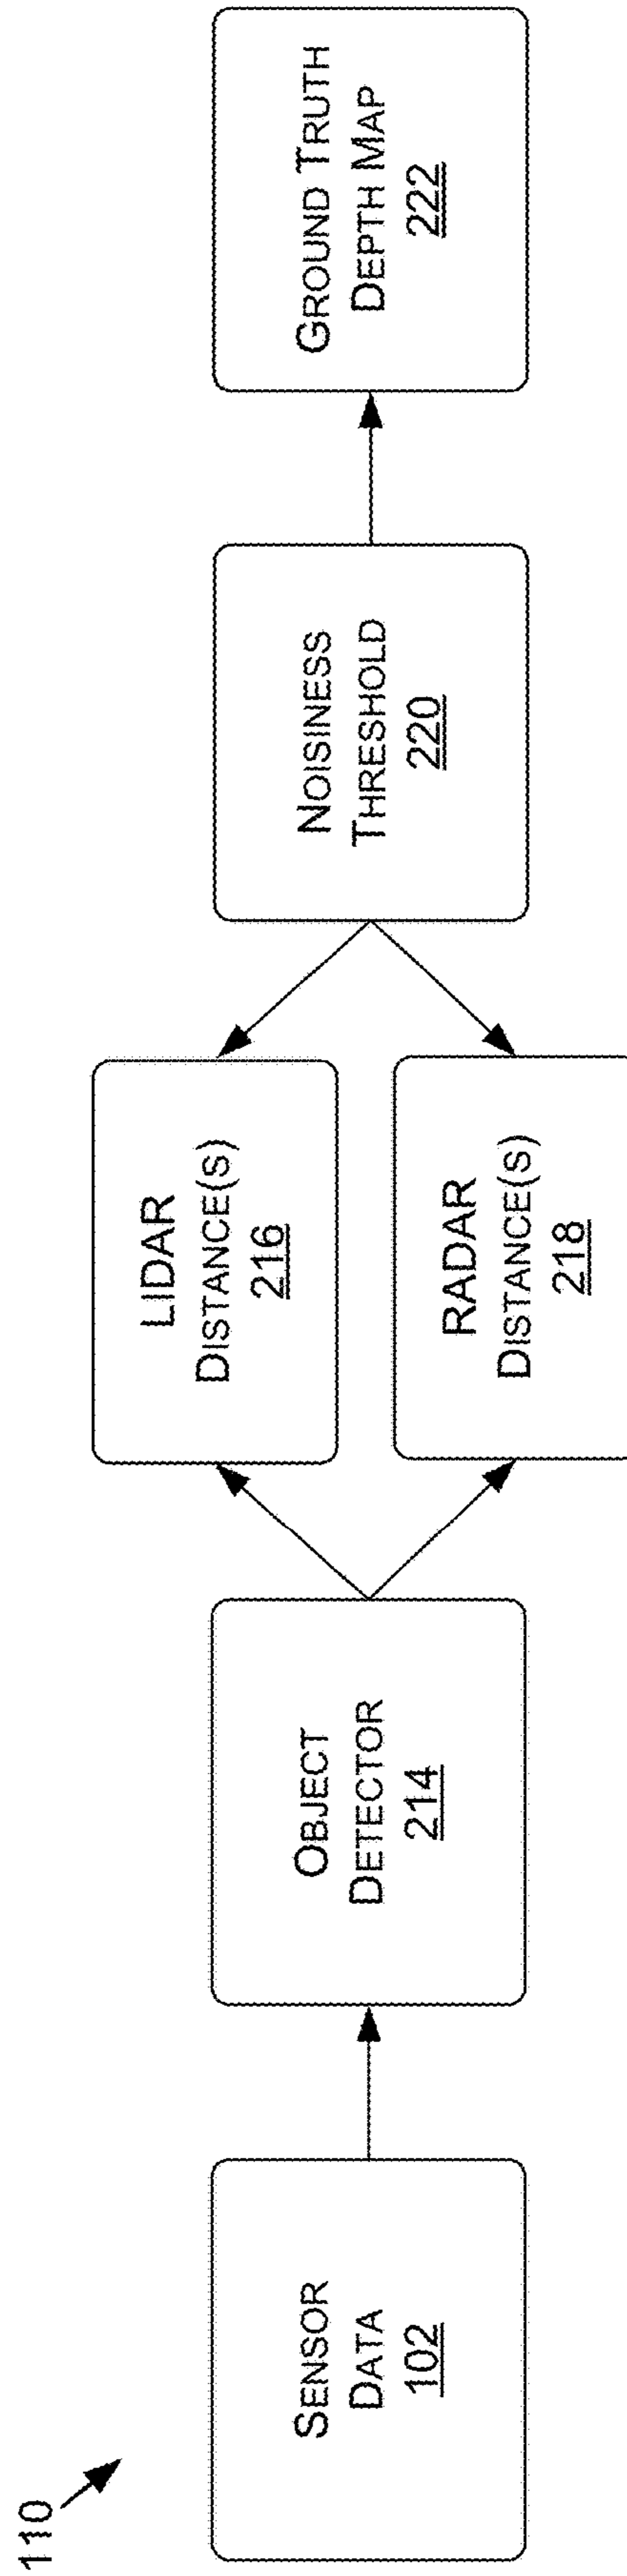 110
SENSOR
DATA
102
OBJECT
DETECTOR
214
LIDAR
DISTANCE(S)
216
RADAR
DISTANCE(S)
218
NOISINESS
THRESHOLD
220
GROUND TRUTH
DEPTH MAP
222